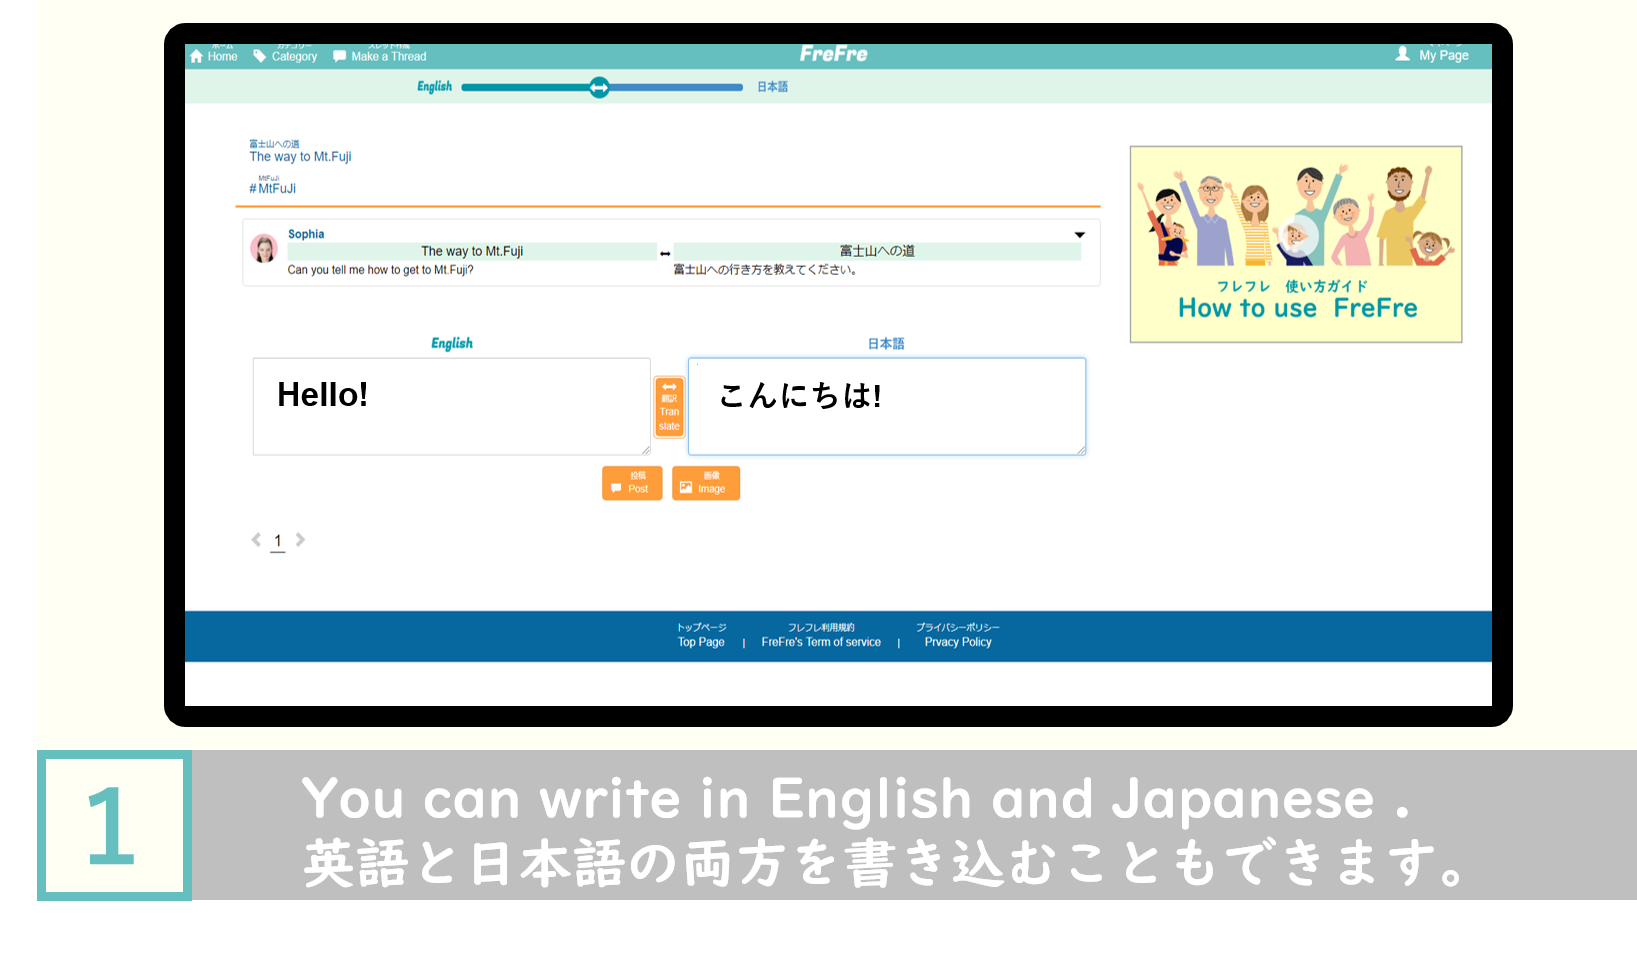 ホーム カテゴリー スレッド作成
Home Category Make a Thread FreFre My Page
English 日本語
富士山への道
The way to Mt.Fuji
MtFuJi
#MtFuJi
Sophia
The way to Mt.Fuji 富士山への道
Can you tell me how to get to Mt.Fuji? 富士山への行き方を教えてください。
フレフレ 使い方ガイド
How to use FreFre
English 日本語
Hello! こんにちは!
翻訳
Tran
slate
投稿 画像
Post Image
1
トップページ フレフレ利用規約 プライバシーポリシー
Top Page | FreFre's Term of service | Prvacy Policy
1
You can write in English and Japanese .
英語と日本語の両方を書き込むこともできます。